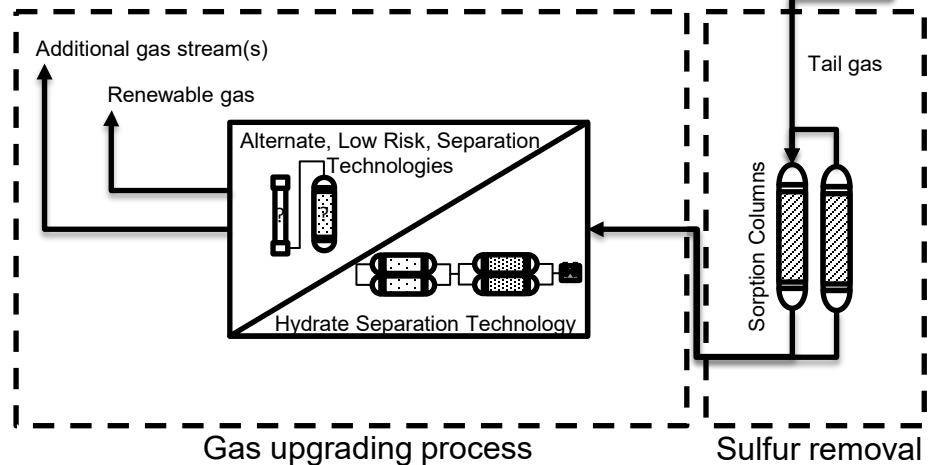 Additional gas stream(s)
Renewable gas
Alternate, Low Risk, Separation
Technologies
?
?
Hydrate Separation Technology
Tail gas
Sorption Columns
Gas upgrading process
Sulfur removal